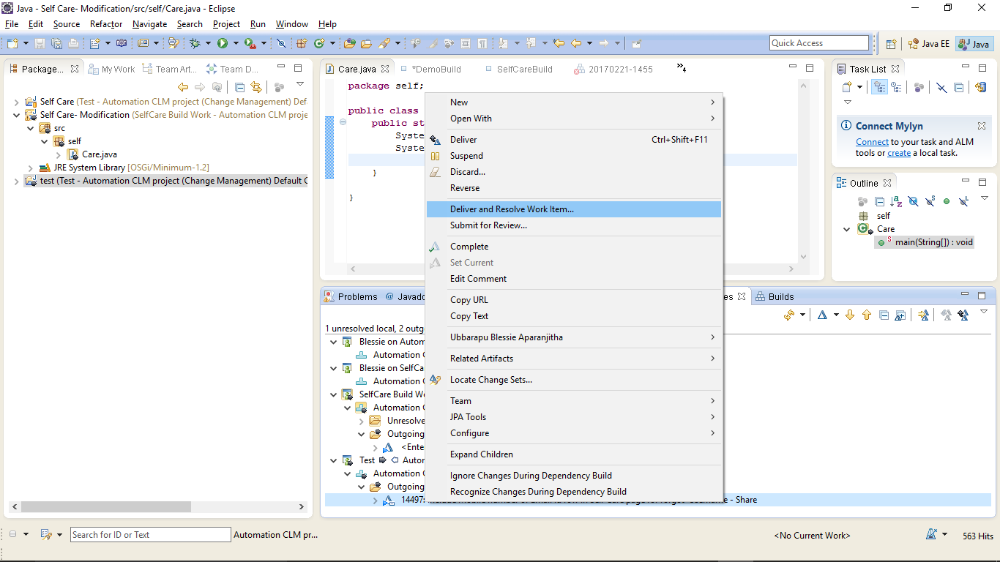 Java - Self Care- Modification/src/self/Care.java - Eclipse
File Edit Source Refactor Navigate Search Project Run Window Help
Quick Access
Java EE
Java
Package...
My Work
Team Art...
Team D...
Self Care (Test - Automation CLM project (Change Management) Def
Self Care- Modification (SelfCare Build Work - Automation CLM proje
src
self
Care.java
JRE System Library [OSGi/Minimum-1.2]
test (Test - Automation CLM project (Change Management) Default C
Care.java
*DemoBuild
SelfCareBuild
20170221-1455
»4
package self;
public class
public st
Syste
Syste
}
}
New
Open With
Deliver Ctrl+Shift+F11
Suspend
Discard...
Reverse
Deliver and Resolve Work Item...
Submit for Review...
Complete
Set Current
Edit Comment
Copy URL
Copy Text
Ubbarapu Blessie Aparanjitha
Related Artifacts
Locate Change Sets...
Team
JPA Tools
Configure
Expand Children
Ignore Changes During Dependency Build
Recognize Changes During Dependency Build
Problems
@ Javado
es
Builds
1 unresolved local, 2 outg
Blessie on Autom
Automation C
Blessie on SelfCa
Automation C
SelfCare Build Wo
Automation C
Unresolve
Outgoing
<Ente
Test
Autor
Automation C
Outgoing
14497:
- Share
Task List
Connect Mylyn
Connect to your task and ALM
tools or create a local task.
Outline
self
Care
main(String[]) : void
Search for ID or Text
Automation CLM pr...
<No Current Work>
563 Hits